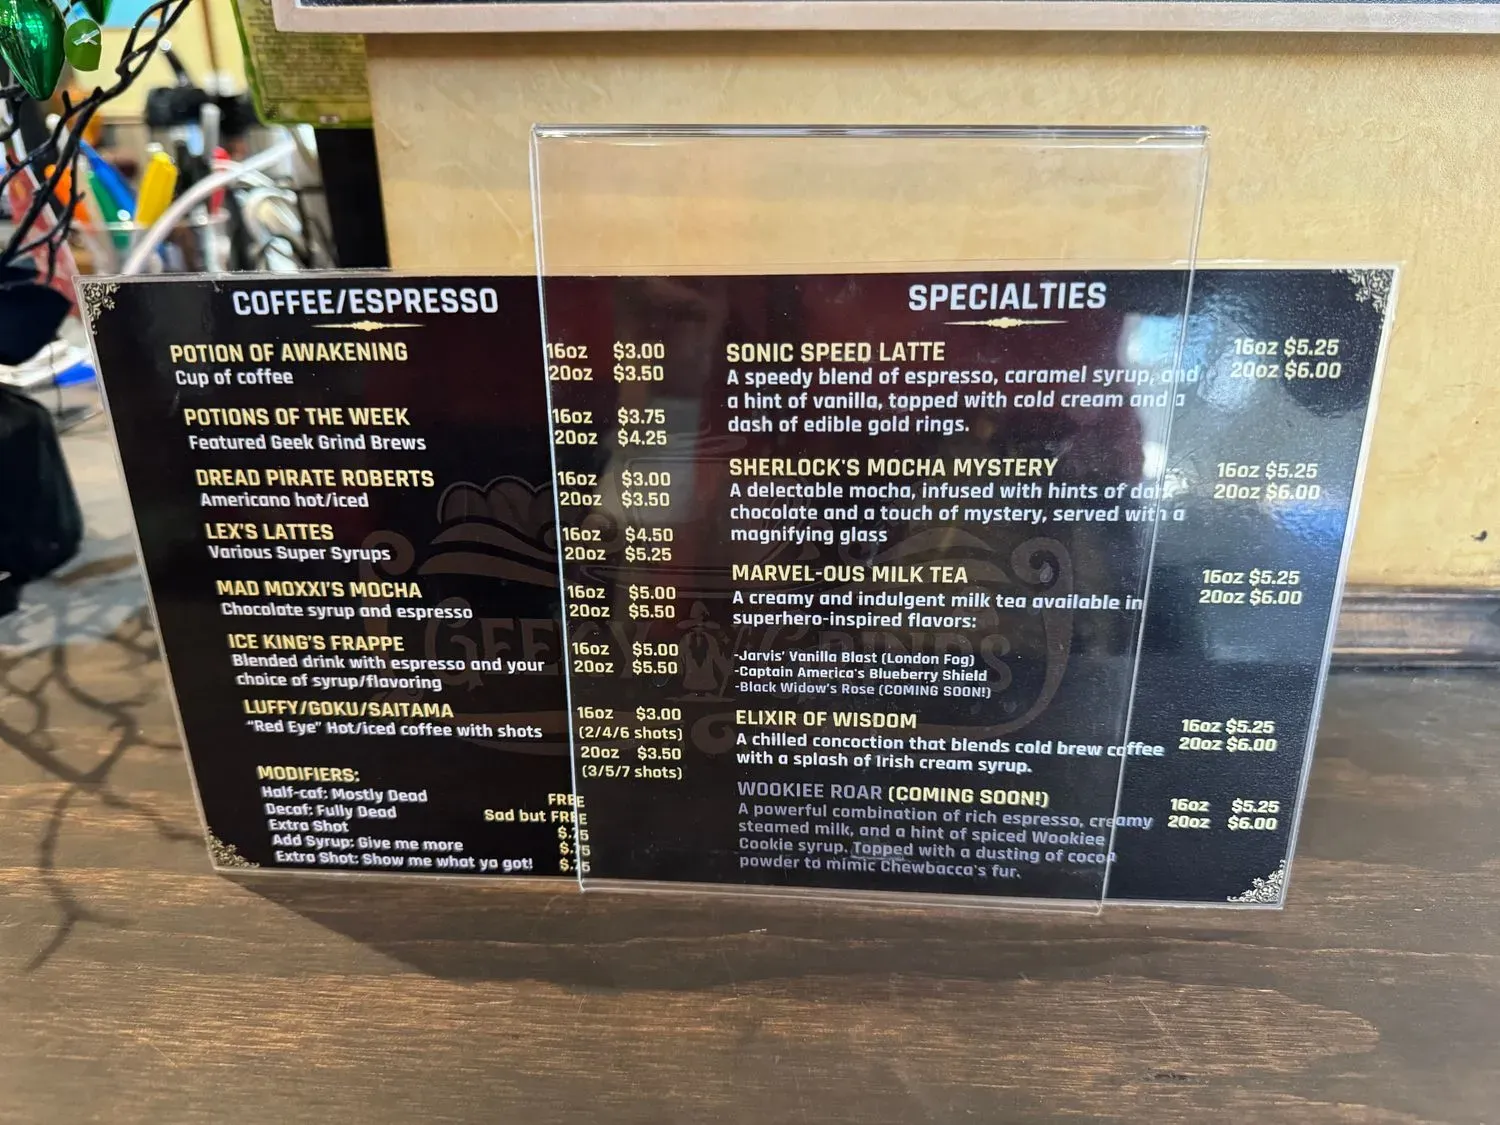 COFFEE/ESPRESSO
POTION OF AWAKENING 16oz $3.00
Cup of coffee 20oz $3.50
POTIONS OF THE WEEK 16oz $3.75
Featured Geek Grind Brews 20oz $4.25
DREAD PIRATE ROBERTS 16oz $3.00
Americano hot/iced 20oz $3.50
LEX'S LATTES 16oz $4.50
Various Super Syrups 20oz $5.25
MAD MOXXI'S MOCHA 16oz $5.00
Chocolate syrup and espresso 20oz $5.50
ICE KING'S FRAPPE 16oz $5.00
Blended drink with espresso and your 20oz $5.50
choice of syrup/flavoring
LUFFY/GOKU/SAITAMA 16oz $3.00
"Red Eye" Hot/iced coffee with shots (2/4/6 shots)
20oz $3.50
(3/5/7 shots)
MODIFIERS:
Half-caf: Mostly Dead FREE
Decaf: Fully Dead Sad but FREE
Extra Shot $.75
Add Syrup: Give me more $.75
Extra Shot: Show me what ya got! $.75
SPECIALTIES
SONIC SPEED LATTE 16oz $5.25
A speedy blend of espresso, caramel syrup, and 20oz $6.00
a hint of vanilla, topped with cold cream and a
dash of edible gold rings.
SHERLOCK'S MOCHA MYSTERY 16oz $5.25
A delectable mocha, infused with hints of dark 20oz $6.00
chocolate and a touch of mystery, served with a
magnifying glass
MARVEL-OUS MILK TEA 16oz $5.25
A creamy and indulgent milk tea available in 20oz $6.00
superhero-inspired flavors:
-Jarvis' Vanilla Blast (London Fog)
-Captain America's Blueberry Shield
-Black Widow's Rose (COMING SOON!)
ELIXIR OF WISDOM 16oz $5.25
A chilled concoction that blends cold brew coffee 20oz $6.00
with a splash of Irish cream syrup.
WOOKIEE ROAR (COMING SOON!) 16oz $5.25
A powerful combination of rich espresso, creamy 20oz $6.00
steamed milk, and a hint of spiced Wookiee
Cookie syrup. Topped with a dusting of cocoa
powder to mimic Chewbacca's fur.
GEEKY GRINDS